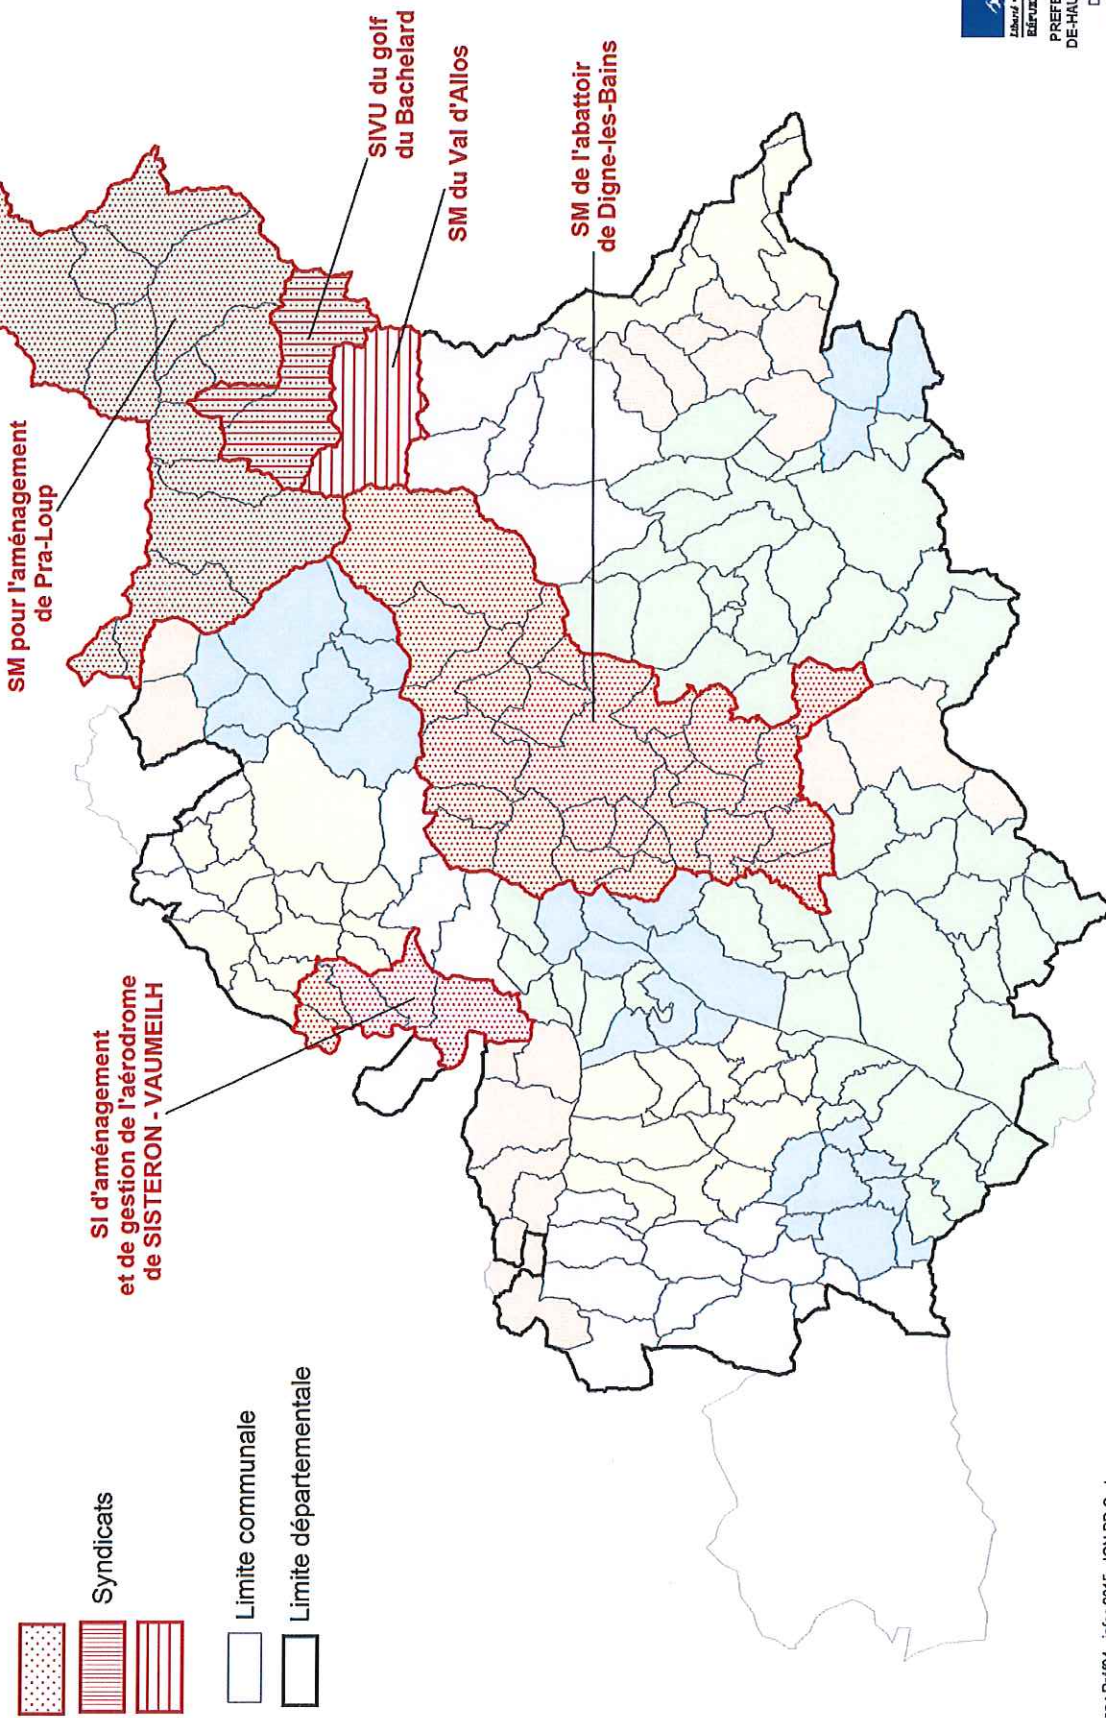 SM pour l'aménagement
de Pra-Loup
SIVU du golf
du Bachelard
SM du Val d'Allos
SM de l'abattoir
de Digne-les-Bains
SI d'aménagement
et de gestion de l'aérodrome
de SISTERON - VAUMEILH
Syndicats
Limite communale
Limite départementale
PREFE
DE-HAU
D